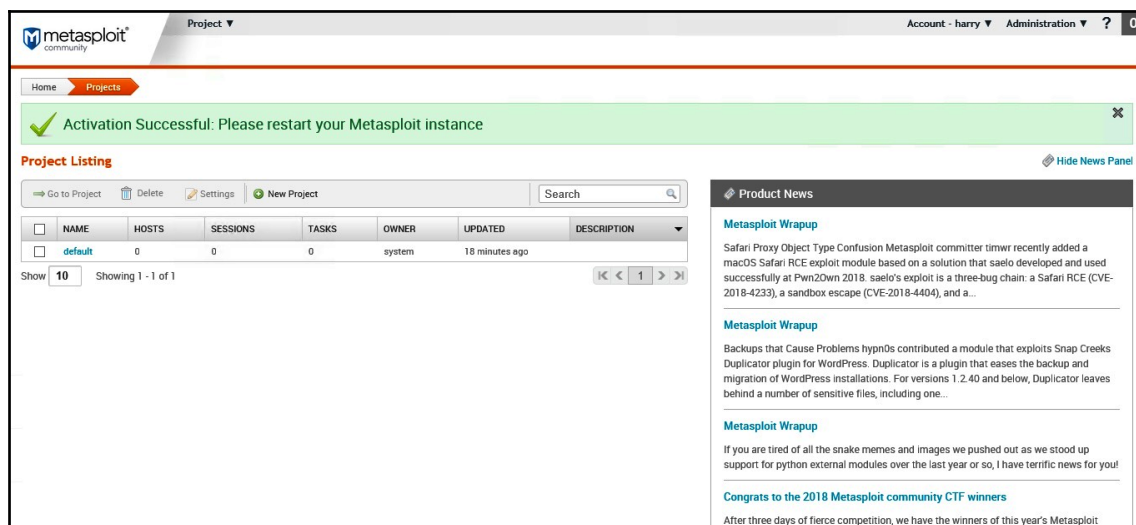 metasploit®
community
Project ▼
Account - harry ▼ Administration ▼ ?
Home Projects
Activation Successful: Please restart your Metasploit instance
Project Listing
Hide News Panel
Go to Project Delete Settings New Project Search
NAME HOSTS SESSIONS TASKS OWNER UPDATED DESCRIPTION
default 0 0 0 system 18 minutes ago
Show 10 Showing 1 - 1 of 1
1
Product News
Metasploit Wrapup
Safari Proxy Object Type Confusion Metasploit committer timwr recently added a
macOS Safari RCE exploit module based on a solution that saelo developed and used
successfully at Pwn2Own 2018. saelo's exploit is a three-bug chain: a Safari RCE (CVE-
2018-4233), a sandbox escape (CVE-2018-4404), and a...
Metasploit Wrapup
Backups that Cause Problems hypn0s contributed a module that exploits Snap Creeks
Duplicator plugin for WordPress. Duplicator is a plugin that eases the backup and
migration of WordPress installations. For versions 1.2.40 and below, Duplicator leaves
behind a number of sensitive files, including one...
Metasploit Wrapup
If you are tired of all the snake memes and images we pushed out as we stood up
support for python external modules over the last year or so, I have terrific news for you!
Congrats to the 2018 Metasploit community CTF winners
After three days of fierce competition, we have the winners of this year's Metasploit